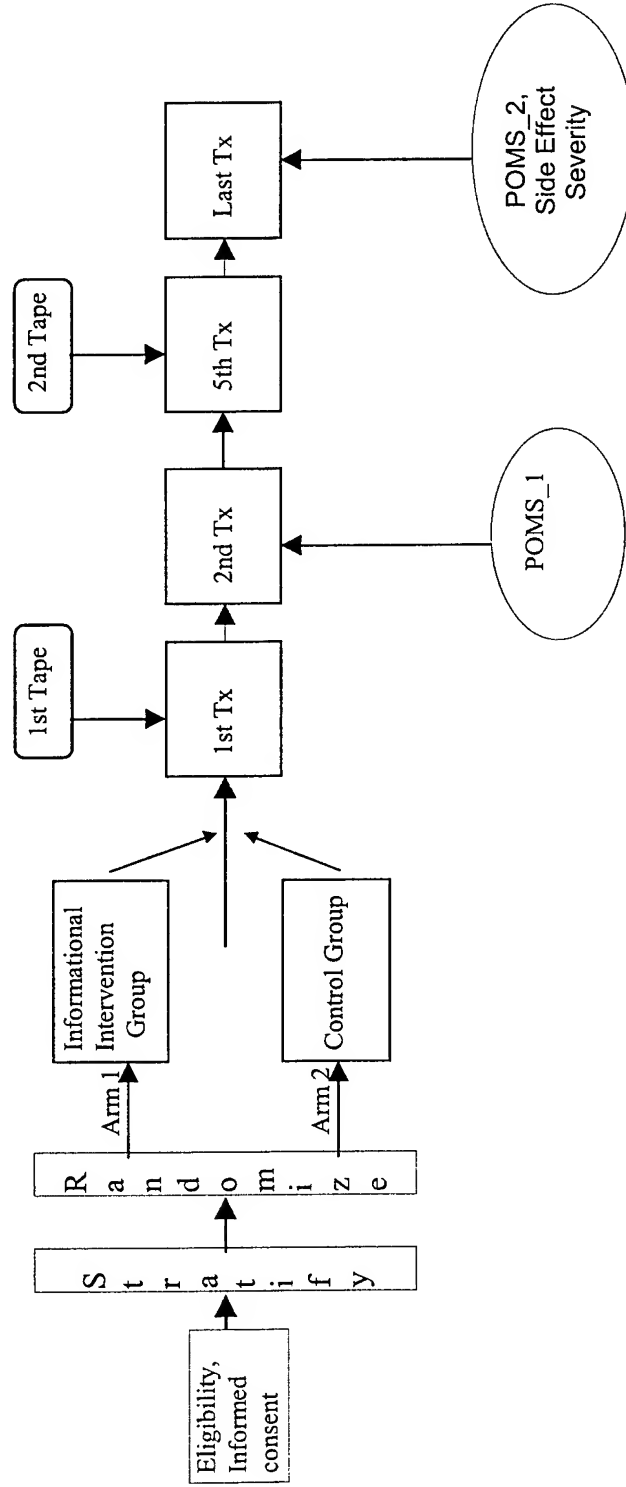 Eligibility,
Informed
consent
Stratify
Randomize
Arm 1
Arm 2
Informational
Intervention
Group
Control Group
1st Tape
1st Tx
2nd Tx
2nd Tape
5th Tx
Last Tx
POMS_1
POMS_2,
Side Effect
Severity